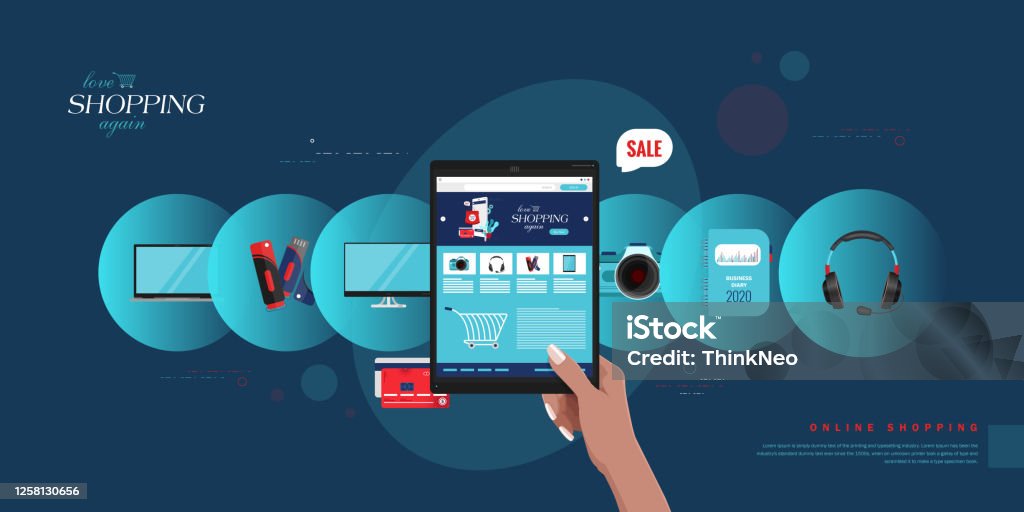 love
SHOPPING
again
SALE
love
SHOPPING
again
BUSINESS
DIARY
2020
iStock™
Credit: ThinkNeo
ONLINE SHOPPING
Lorem Ipsum is simply dummy text of the printing and typesetting industry. Lorem Ipsum has been the
industry's standard dummy text ever since the 1500s, when an unknown printer took a galley of type and
scrambled it to make a type specimen book.
1258130656